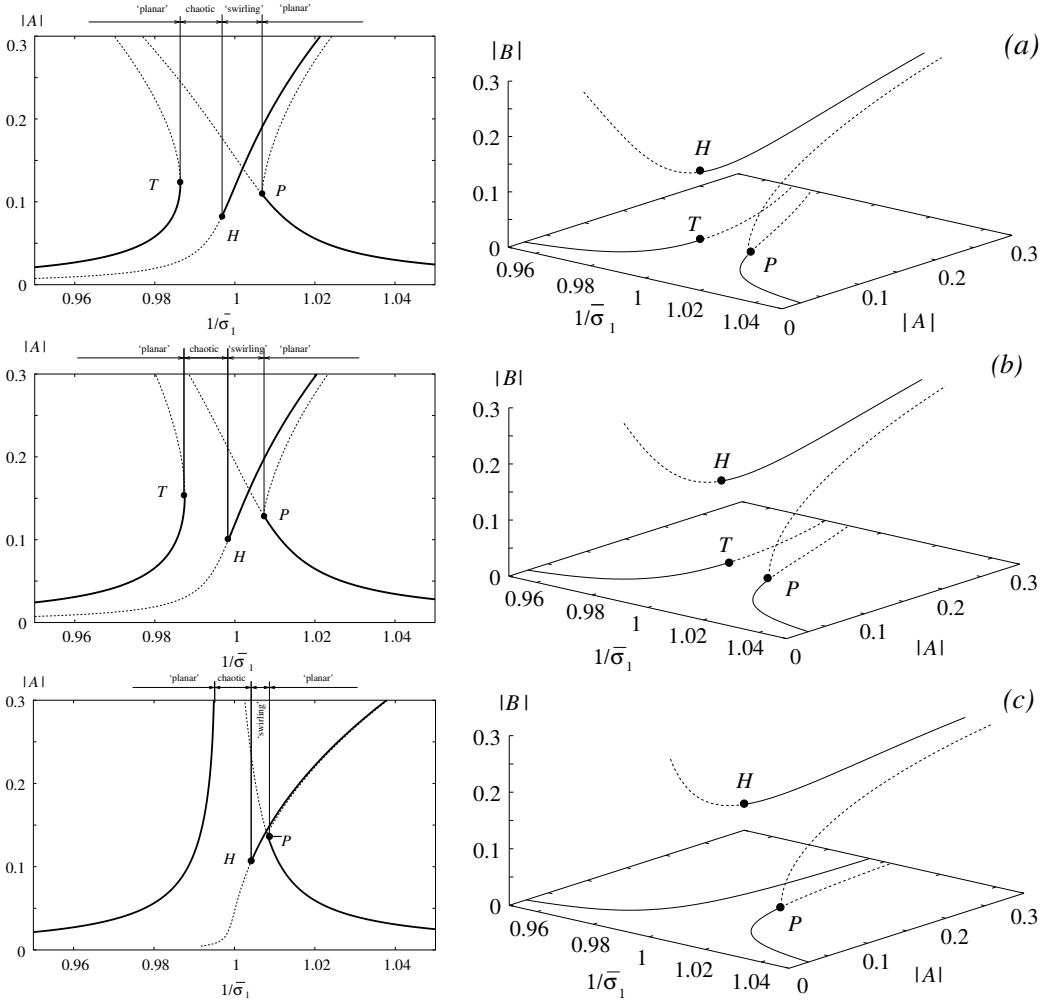 |A|
‘planar’ chaotic ‘swirling’ ‘planar’
0.3
0.2
0.1
0
T
H
P
0.96 0.98 1 1.02 1.04
1/σ̄₁
(a)
|B|
0.3
0.2
0.1
0
H
T
P
0.96
0.98
1
1.02
1.04
1/σ̄₁
0
0.1
0.2
0.3
|A|
|A|
‘planar’ chaotic ‘swirling’ ‘planar’
0.3
0.2
0.1
0
T
H
P
0.96 0.98 1 1.02 1.04
1/σ̄₁
(b)
|B|
0.3
0.2
0.1
0
H
T
P
0.96
0.98
1
1.02
1.04
1/σ̄₁
0
0.1
0.2
0.3
|A|
|A|
‘planar’ chaotic ‘swirling’ ‘planar’
0.3
0.2
0.1
0
H
P
0.96 0.98 1 1.02 1.04
1/σ̄₁
(c)
|B|
0.3
0.2
0.1
0
H
P
0.96
0.98
1
1.02
1.04
1/σ̄₁
0
0.1
0.2
0.3
|A|